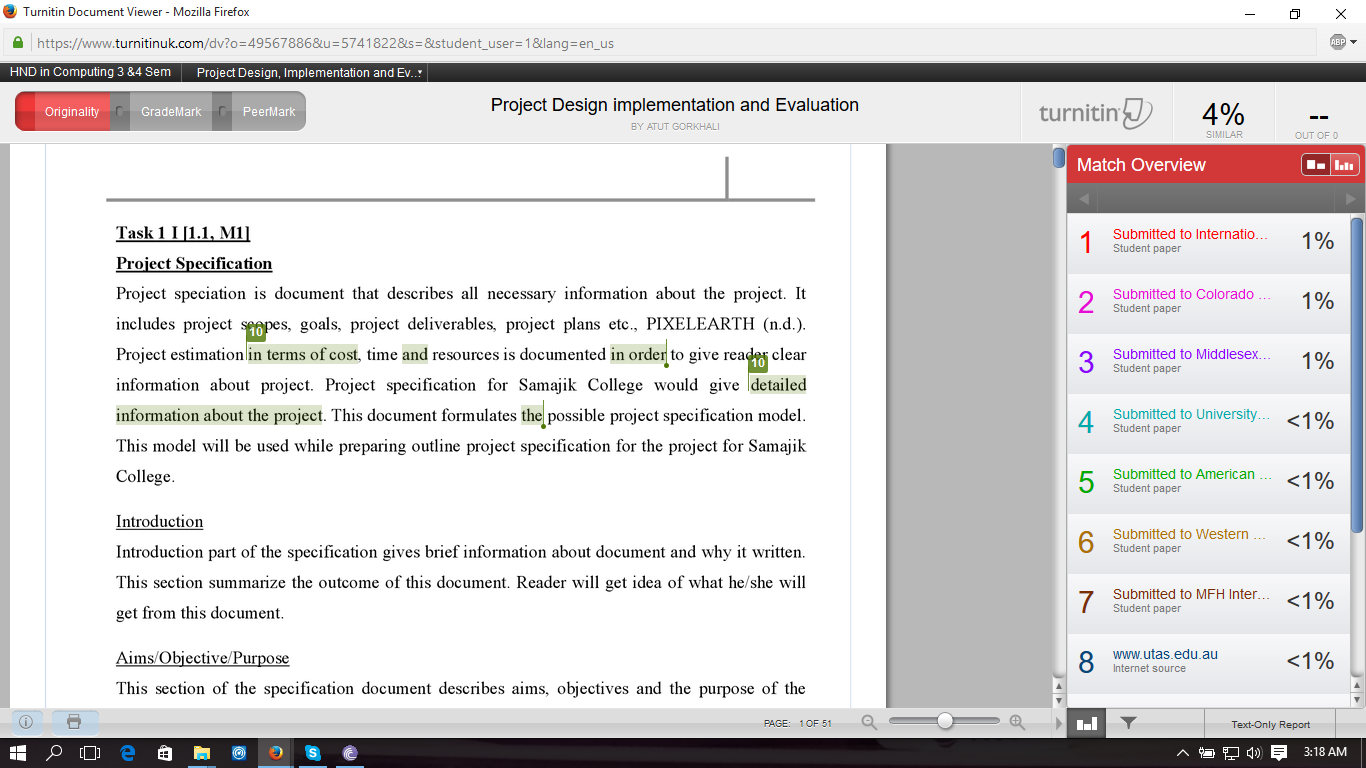 Turnitin Document Viewer - Mozilla Firefox
https://www.turnitinuk.com/dv?o=49567886&u=5741822&s=&student_user=1&lang=en_us
ABP
HND in Computing 3 &4 Sem
Project Design, Implementation and Ev...
Originality
GradeMark
PeerMark
Project Design implementation and Evaluation
BY ATUT GORKHALI
turnitin
4%
SIMILAR
--
OUT OF 0
Task 1 I [1.1, M1]
Project Specification
Project speciation is document that describes all necessary information about the project. It
includes project scopes, goals, project deliverables, project plans etc., PIXELEARTH (n.d.).
10
Project estimation in terms of cost, time and resources is documented in order to give reader clear
10
information about project. Project specification for Samajik College would give detailed
information about the project. This document formulates the possible project specification model.
This model will be used while preparing outline project specification for the project for Samajik
College.
Introduction
Introduction part of the specification gives brief information about document and why it written.
This section summarize the outcome of this document. Reader will get idea of what he/she will
get from this document.
Aims/Objective/Purpose
This section of the specification document describes aims, objectives and the purpose of the
Match Overview
1
Submitted to Internatio...
Student paper
1%
2
Submitted to Colorado ...
Student paper
1%
3
Submitted to Middlesex...
Student paper
1%
4
Submitted to University...
Student paper
<1%
5
Submitted to American ...
Student paper
<1%
6
Submitted to Western ...
Student paper
<1%
7
Submitted to MFH Inter...
Student paper
<1%
8
www.utas.edu.au
Internet source
<1%
PAGE: 1 OF 51
Text-Only Report
3:18 AM